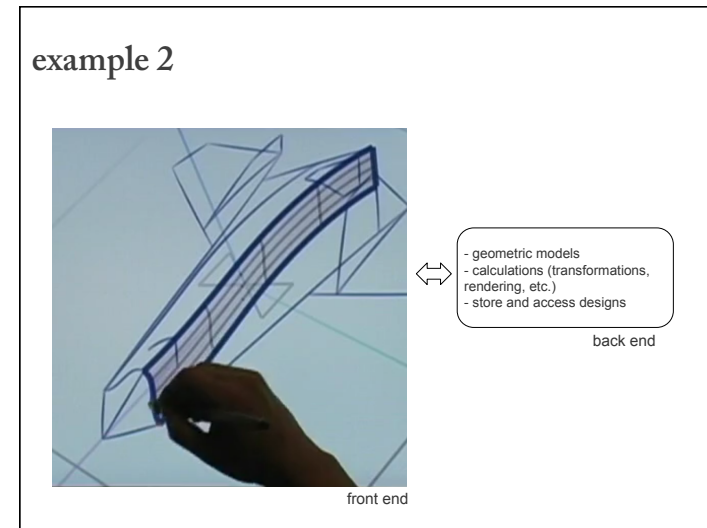 example 2
- geometric models
- calculations (transformations,
rendering, etc.)
- store and access designs
back end
front end